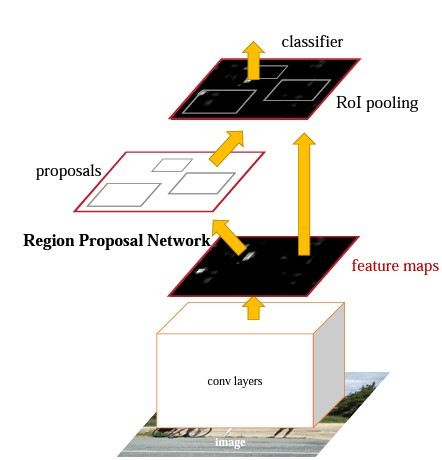 classifier
RoI pooling
proposals
Region Proposal Network
feature maps
conv layers
image